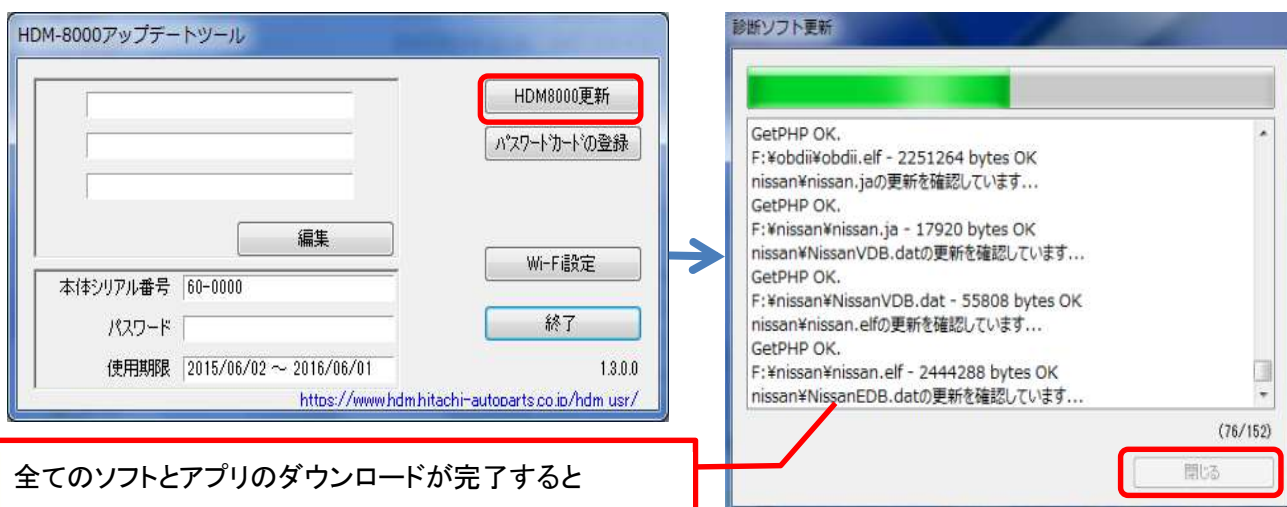 HDM-8000アップデートツール
HDM8000更新
パスワードカードの登録
編集
Wi-Fi設定
本体シリアル番号 60-0000
パスワード
終了
使用期限 2015/06/02 ～ 2016/06/01
1.3.0.0
https://www.hdm.hitachi-autoparts.co.jp/hdm_usr/
診断ソフト更新
GetPHP OK.
F:¥obdii¥obdii.elf - 2251264 bytes OK
nissan¥nissan.jaの更新を確認しています...
GetPHP OK.
F:¥nissan¥nissan.ja - 17920 bytes OK
nissan¥NissanVDB.datの更新を確認しています...
GetPHP OK.
F:¥nissan¥NissanVDB.dat - 55808 bytes OK
nissan¥nissan.elfの更新を確認しています...
GetPHP OK.
F:¥nissan¥nissan.elf - 2444288 bytes OK
nissan¥NissanEDB.datの更新を確認しています...
(76/152)
閉じる
全てのソフトとアプリのダウンロードが完了すると